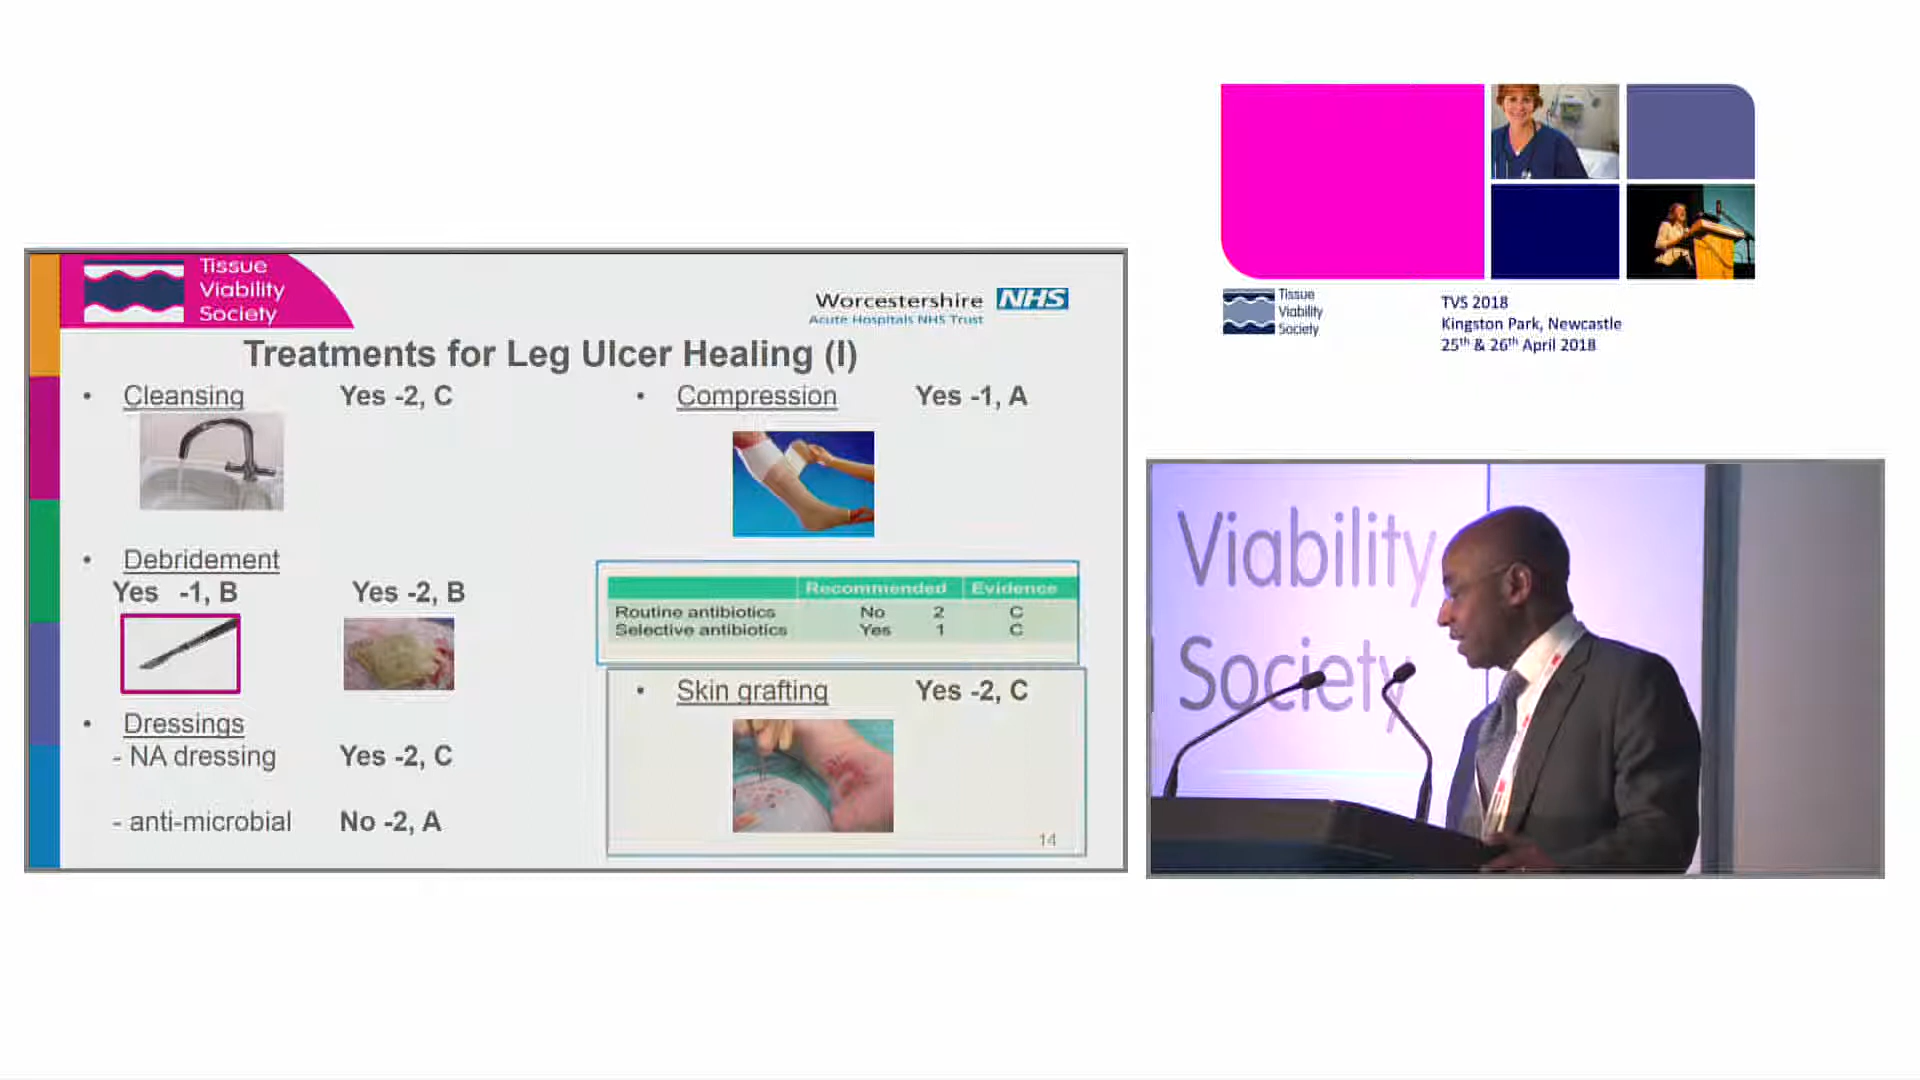 Tissue
Viability
Society
Worcestershire NHS
Acute Hospitals NHS Trust
Treatments for Leg Ulcer Healing (I)
• Cleansing Yes -2, C
• Debridement
Yes -1, B Yes -2, B
• Dressings
- NA dressing Yes -2, C
- anti-microbial No -2, A
• Compression Yes -1, A
Recommended Evidence
Routine antibiotics No 2 C
Selective antibiotics Yes 1 C
• Skin grafting Yes -2, C
14
Tissue
Viability
Society
TVS 2018
Kingston Park, Newcastle
25th & 26th April 2018
Viability
Society